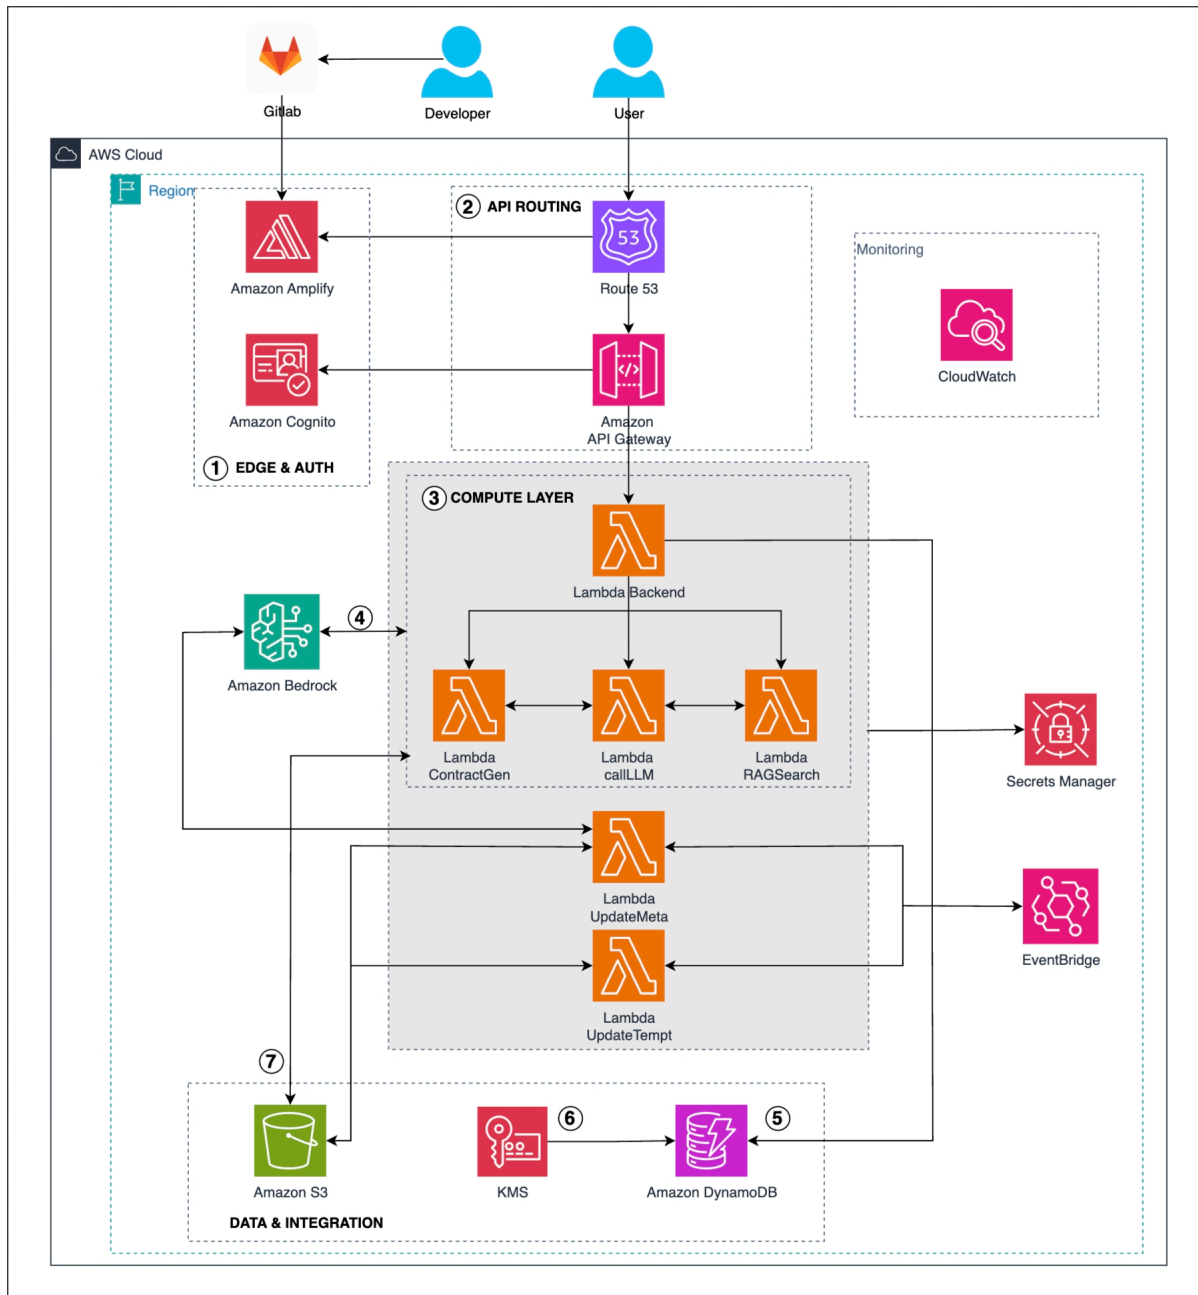 Gitlab
Developer
User
AWS Cloud
Region
2 API ROUTING
53
Amazon Amplify
Route 53
Monitoring
CloudWatch
Amazon Cognito
</>
Amazon
API Gateway
1 EDGE & AUTH
3 COMPUTE LAYER
Lambda Backend
4
Amazon Bedrock
Lambda
ContractGen
Lambda
callLLM
Lambda
RAGSearch
Secrets Manager
Lambda
UpdateMeta
EventBridge
Lambda
UpdateTempt
7
6
5
Amazon S3
KMS
Amazon DynamoDB
DATA & INTEGRATION